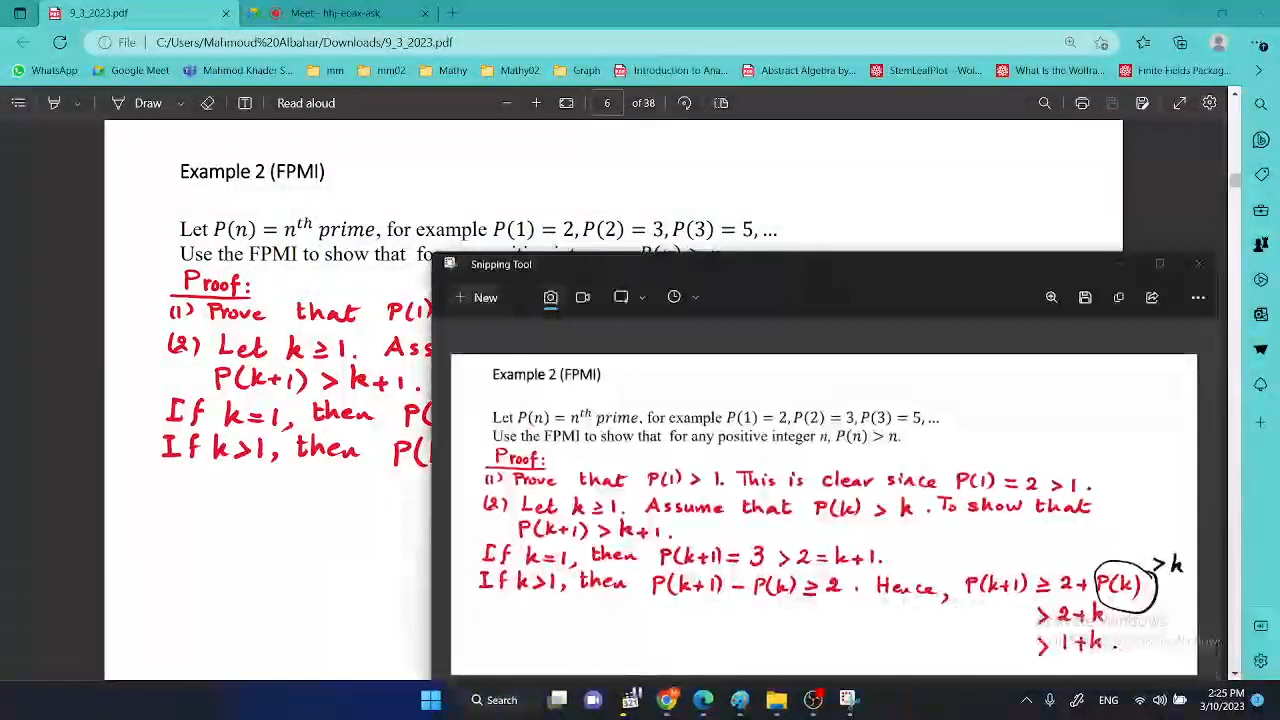 9_3_2023.pdf
Meet - hhj-eoax-ask
File
C:/Users/Mahmoud%20Albahar/Downloads/9_3_2023.pdf
WhatsApp
Google Meet
Mahmod Khader S...
mm
mm02
Mathy
Mathy02
Graph
Introduction to Ana...
Abstract Algebra by...
StemLeafPlot—Wol...
What Is the Wolfra...
Finite Fields Packag...
Draw
Read aloud
6 of 38
Example 2 (FPMI)
Let P(n) = nᵗʰ prime, for example P(1) = 2, P(2) = 3, P(3) = 5, ...
Use the FPMI to show that fo
Proof:
(1) Prove that P(1)
(2) Let k ≥ 1. Ass
P(k+1) > k+1.
If k=1, then P(
If k>1, then P(
Snipping Tool
New
Example 2 (FPMI)
Let P(n) = nᵗʰ prime, for example P(1) = 2, P(2) = 3, P(3) = 5, ...
Use the FPMI to show that for any positive integer n, P(n) > n.
Proof:
(1) Prove that P(1) > 1. This is clear since P(1) = 2 > 1.
(2) Let k ≥ 1. Assume that P(k) > k. To show that
P(k+1) > k+1.
If k=1, then P(k+1) = 3 > 2 = k+1.
If k>1, then P(k+1) - P(k) ≥ 2. Hence, P(k+1) ≥ 2 + P(k) > k
> 2+k
> 1+k.
Activate Windows
Search
ENG
2:25 PM
3/10/2023